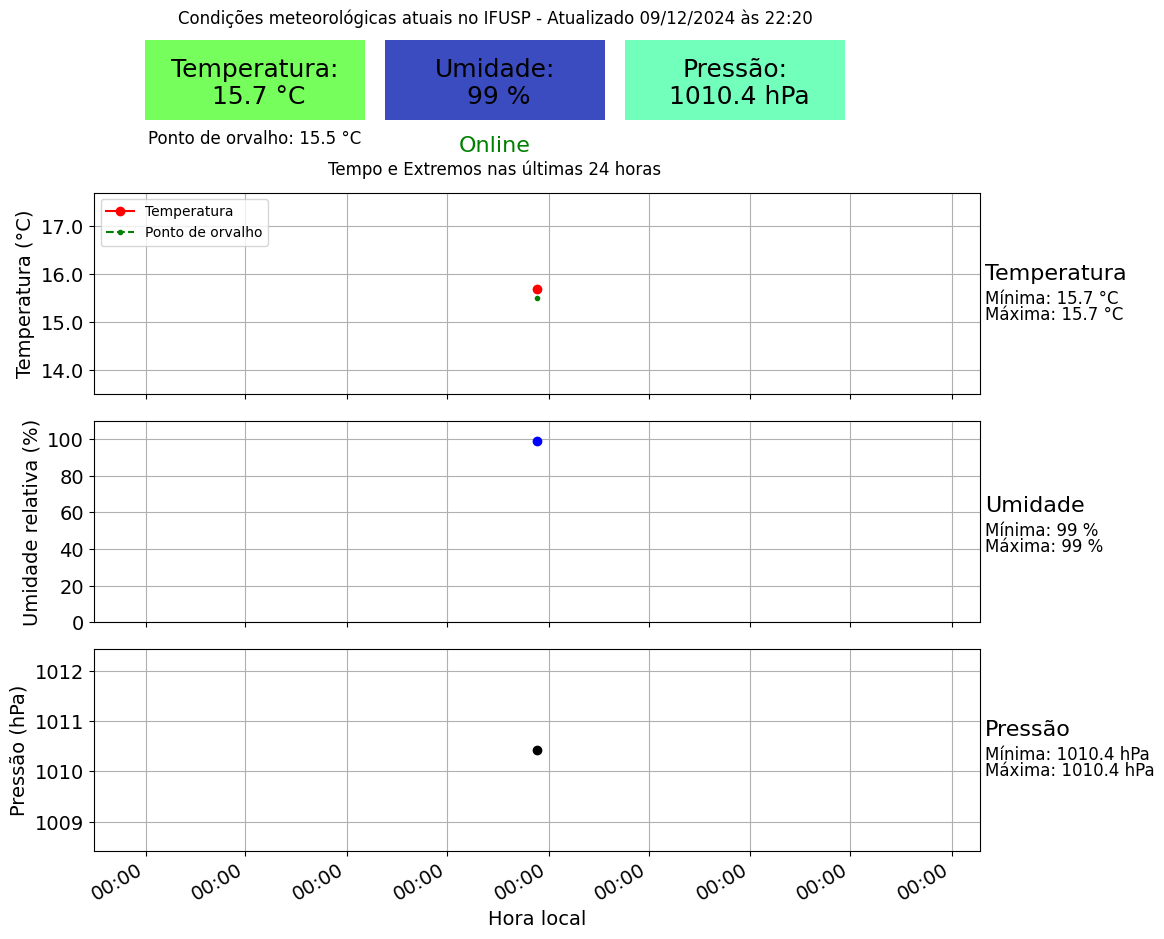 Condições meteorológicas atuais no IFUSP - Atualizado 09/12/2024 às 22:20
Temperatura:
15.7 °C
Umidade:
99 %
Pressão:
1010.4 hPa
Ponto de orvalho: 15.5 °C
Online
Tempo e Extremos nas últimas 24 horas
Temperatura (°C)
17.0
16.0
15.0
14.0
Temperatura
Ponto de orvalho
Temperatura
Mínima: 15.7 °C
Máxima: 15.7 °C
Umidade relativa (%)
100
80
60
40
20
0
Umidade
Mínima: 99 %
Máxima: 99 %
Pressão (hPa)
1012
1011
1010
1009
Pressão
Mínima: 1010.4 hPa
Máxima: 1010.4 hPa
00:00 00:00 00:00 00:00 00:00 00:00 00:00 00:00 00:00
Hora local